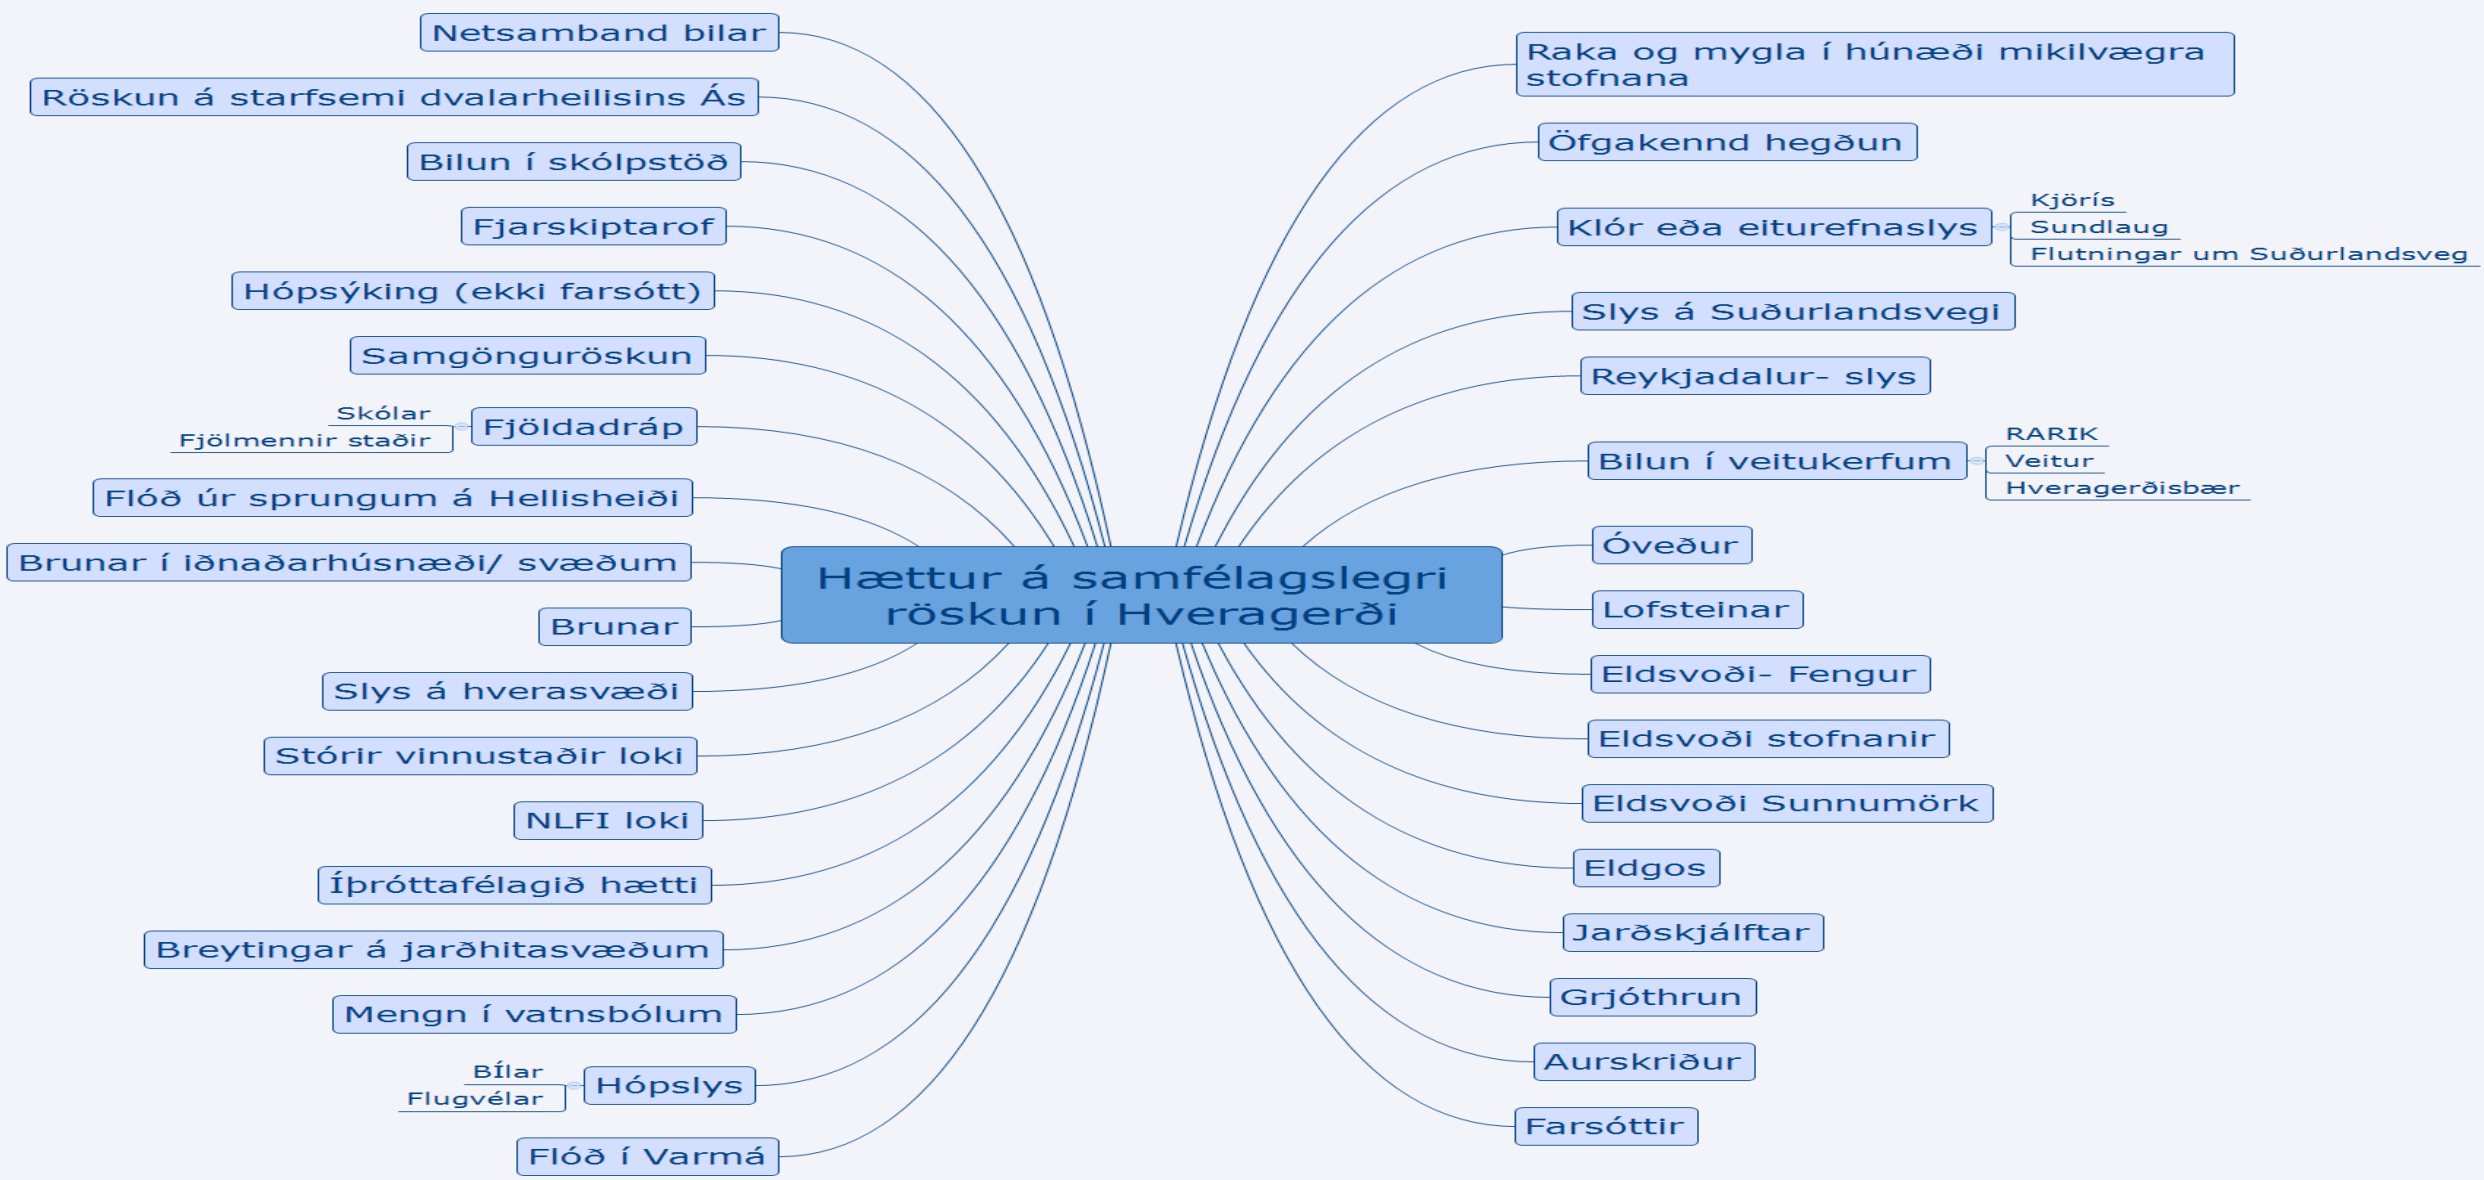 Netsamband bilar
Röskun á starfsemi dvalarheilisins Ás
Bilun í skólpstöð
Fjarskiptarof
Hópsýking (ekki farsótt)
Samgönguröskun
Fjöldadráp
Skólar
Fjölmennir staðir
Flóð úr sprungum á Hellisheiði
Brunar í iðnaðarhúsnæði/ svæðum
Brunar
Slys á hverasvæði
Stórir vinnustaðir loki
NLFI loki
Íþróttafélagið hætti
Breytingar á jarðhitasvæðum
Mengn í vatnsbólum
Hópslys
BÍlar
Flugvélar
Flóð í Varmá
Hættur á samfélagslegri
röskun í Hveragerði
Raka og mygla í húnæði mikilvægra
stofnana
Öfgakennd hegðun
Klór eða eiturefnaslys
Kjörís
Sundlaug
Flutningar um Suðurlandsveg
Slys á Suðurlandsvegi
Reykjadalur- slys
Bilun í veitukerfum
RARIK
Veitur
Hveragerðisbær
Óveður
Lofsteinar
Eldsvoði- Fengur
Eldsvoði stofnanir
Eldsvoði Sunnumörk
Eldgos
Jarðskjálftar
Grjóthrun
Aurskriður
Farsóttir